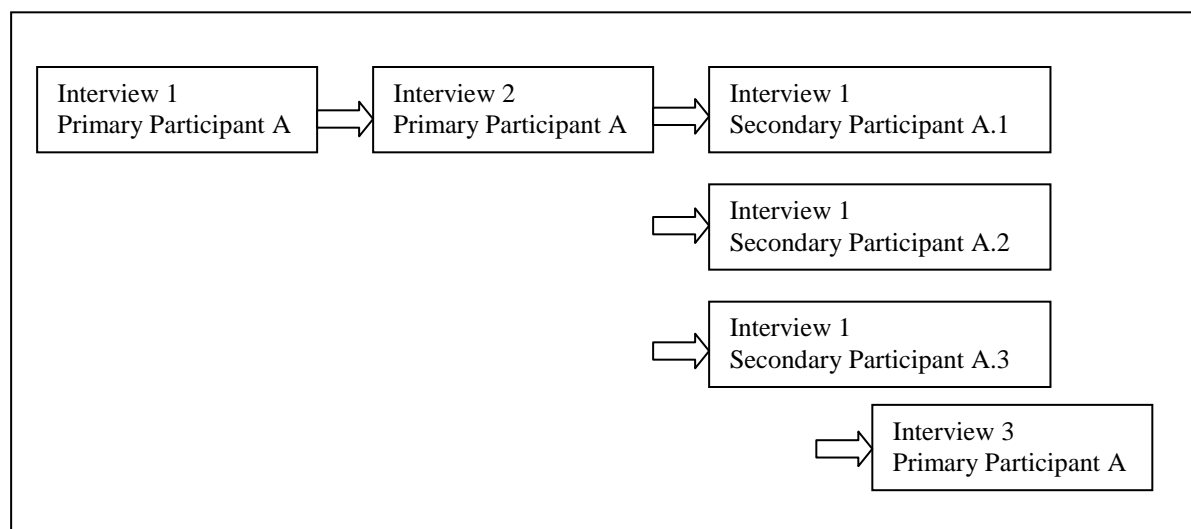 Interview 1
Primary Participant A
Interview 2
Primary Participant A
Interview 1
Secondary Participant A.1
Interview 1
Secondary Participant A.2
Interview 1
Secondary Participant A.3
Interview 3
Primary Participant A